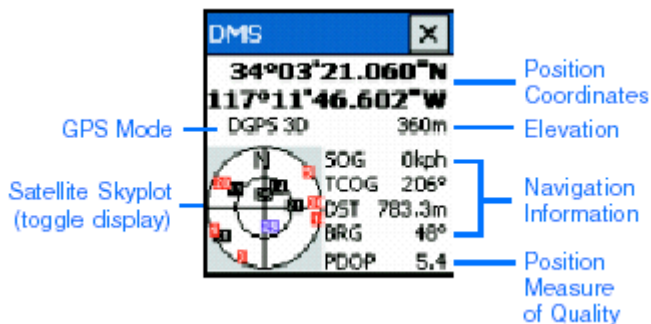 DMS
34°03'21.060"N
117°11'46.602"W
DGPS 3D 360m
N
SOG 0kph
TCOG 206°
DST 783.3m
BRG 48°
PDOP 5.4
GPS Mode
Satellite Skyplot
(toggle display)
Position
Coordinates
Elevation
Navigation
Information
Position
Measure
of Quality